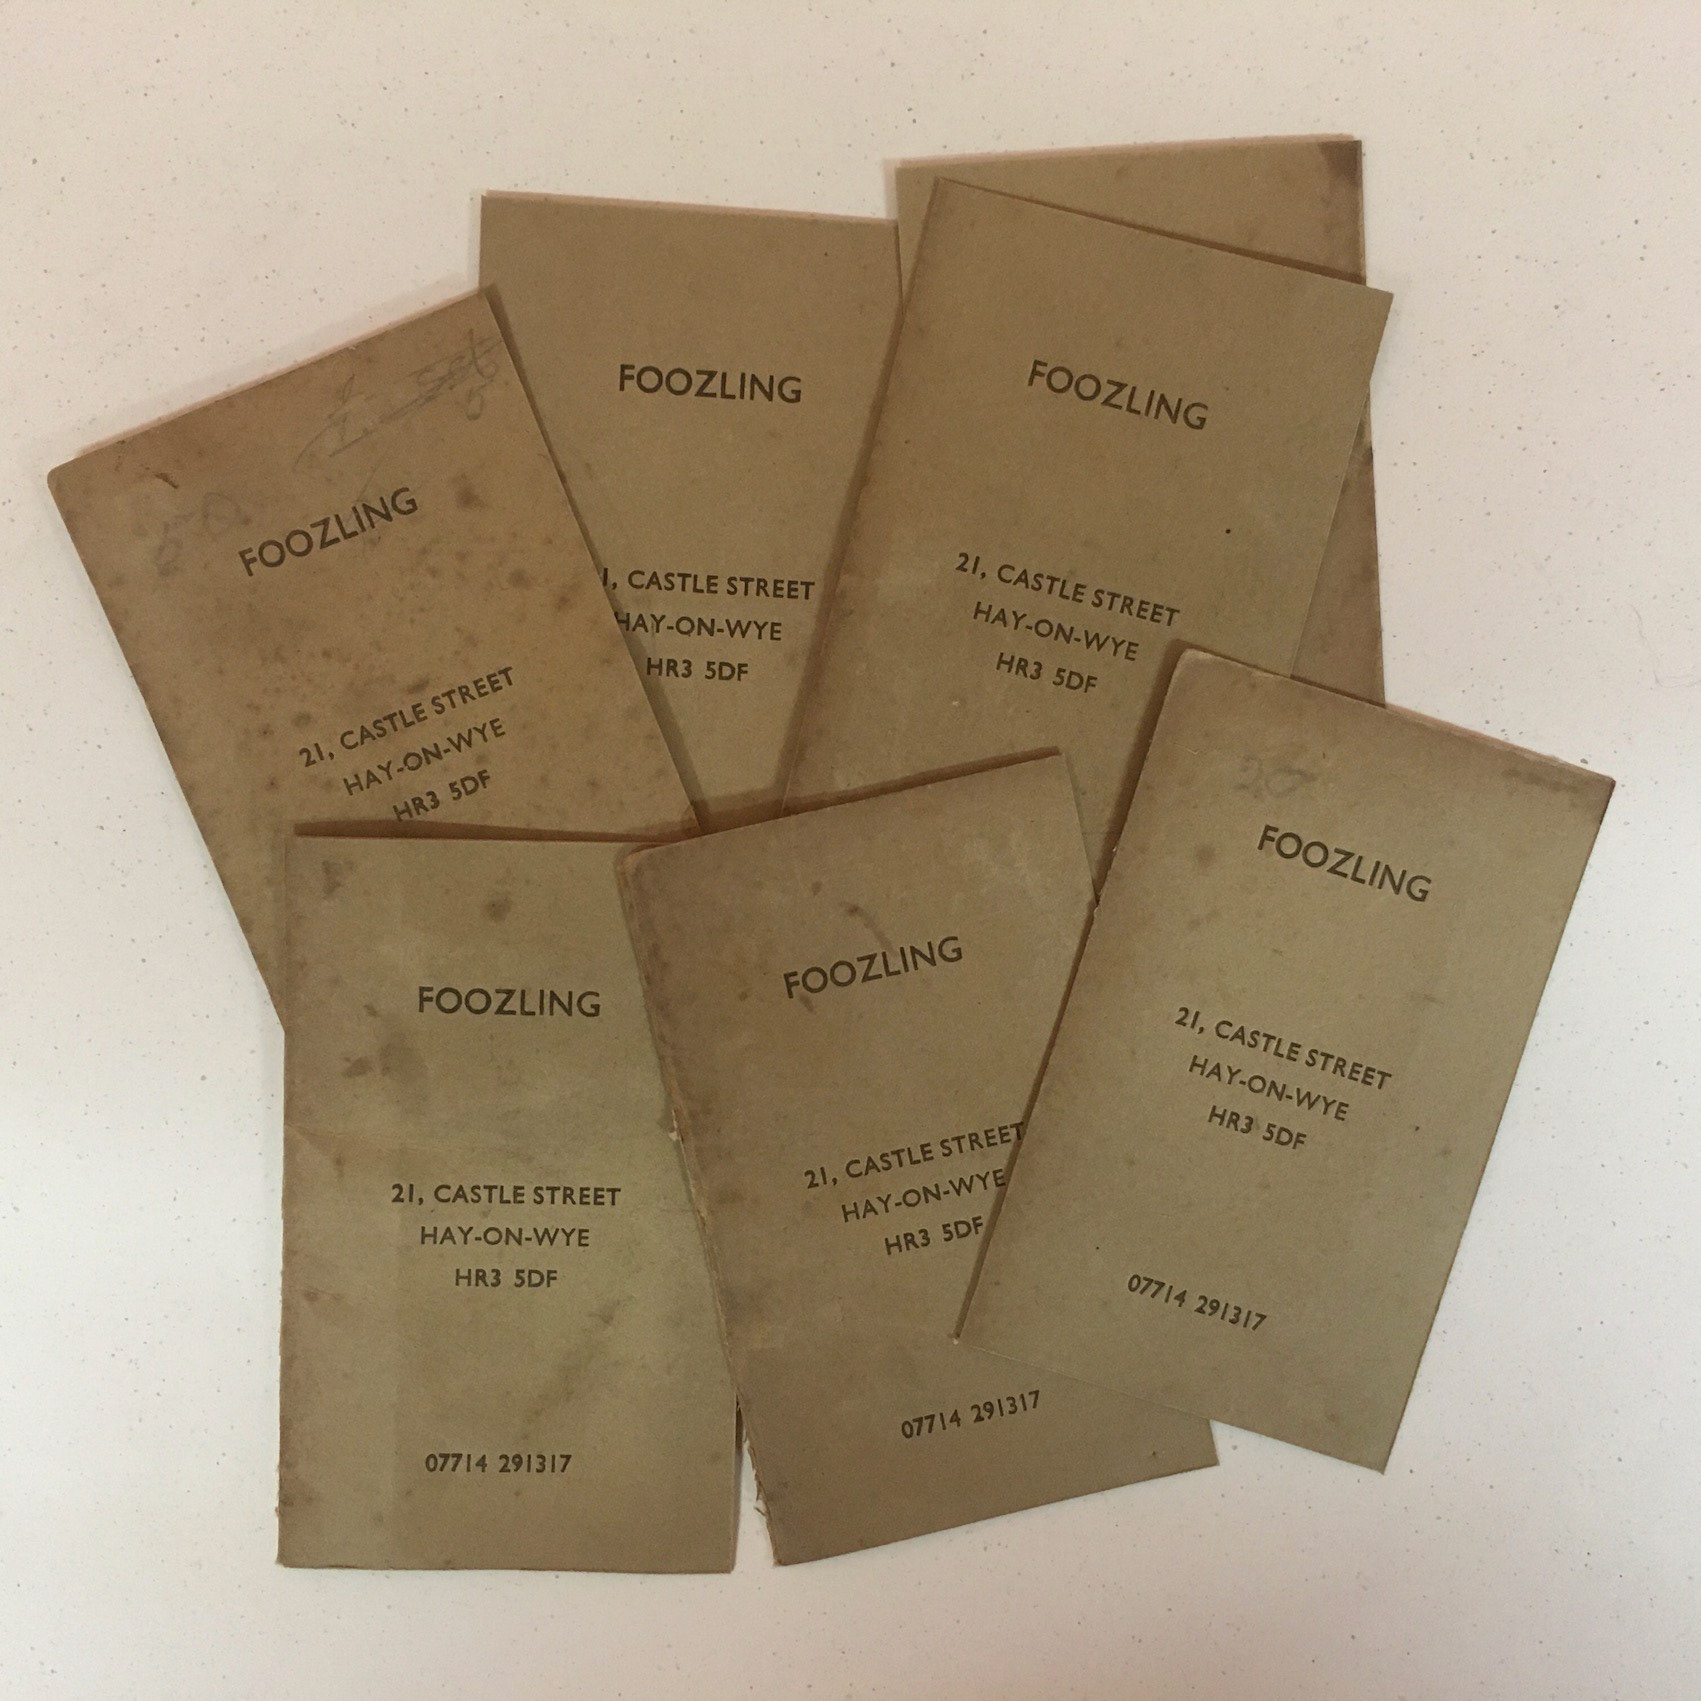 FOOZLING
1, CASTLE STREET
HAY-ON-WYE
HR3 5DF
FOOZLING
21, CASTLE STREET
HAY-ON-WYE
HR3 5DF
FOOZLING
21, CASTLE STREET
HAY-ON-WYE
HR3 5DF
FOOZLING
21, CASTLE STREET
HAY-ON-WYE
HR3 5DF
07714 291317
FOOZLING
21, CASTLE STREET
HAY-ON-WYE
HR3 5DF
07714 291317
FOOZLING
21, CASTLE STREET
HAY-ON-WYE
HR3 5DF
07714 291317